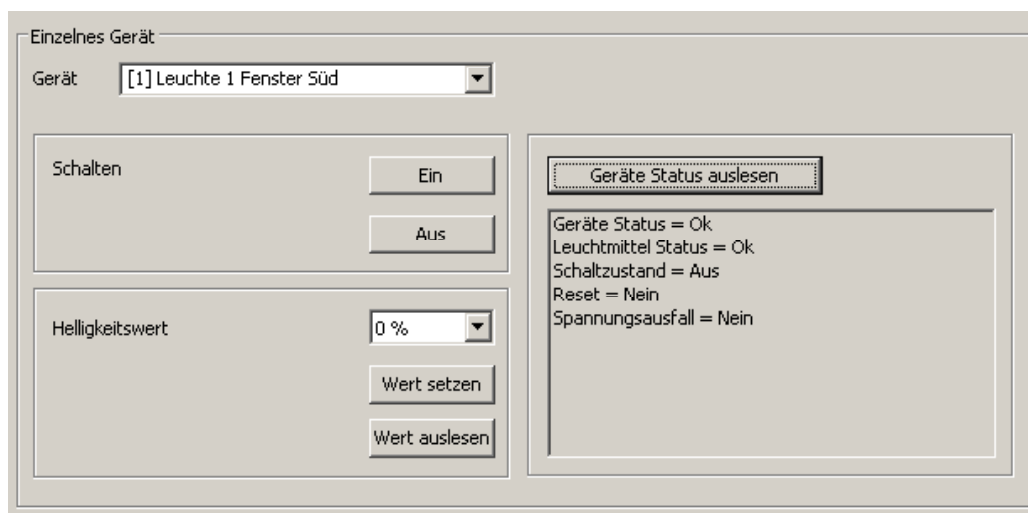 Einzelnes Gerät
Gerät [1] Leuchte 1 Fenster Süd
Schalten
Ein
Aus
Helligkeitswert
0 %
Wert setzen
Wert auslesen
Geräte Status auslesen
Geräte Status = Ok
Leuchtmittel Status = Ok
Schaltzustand = Aus
Reset = Nein
Spannungsausfall = Nein